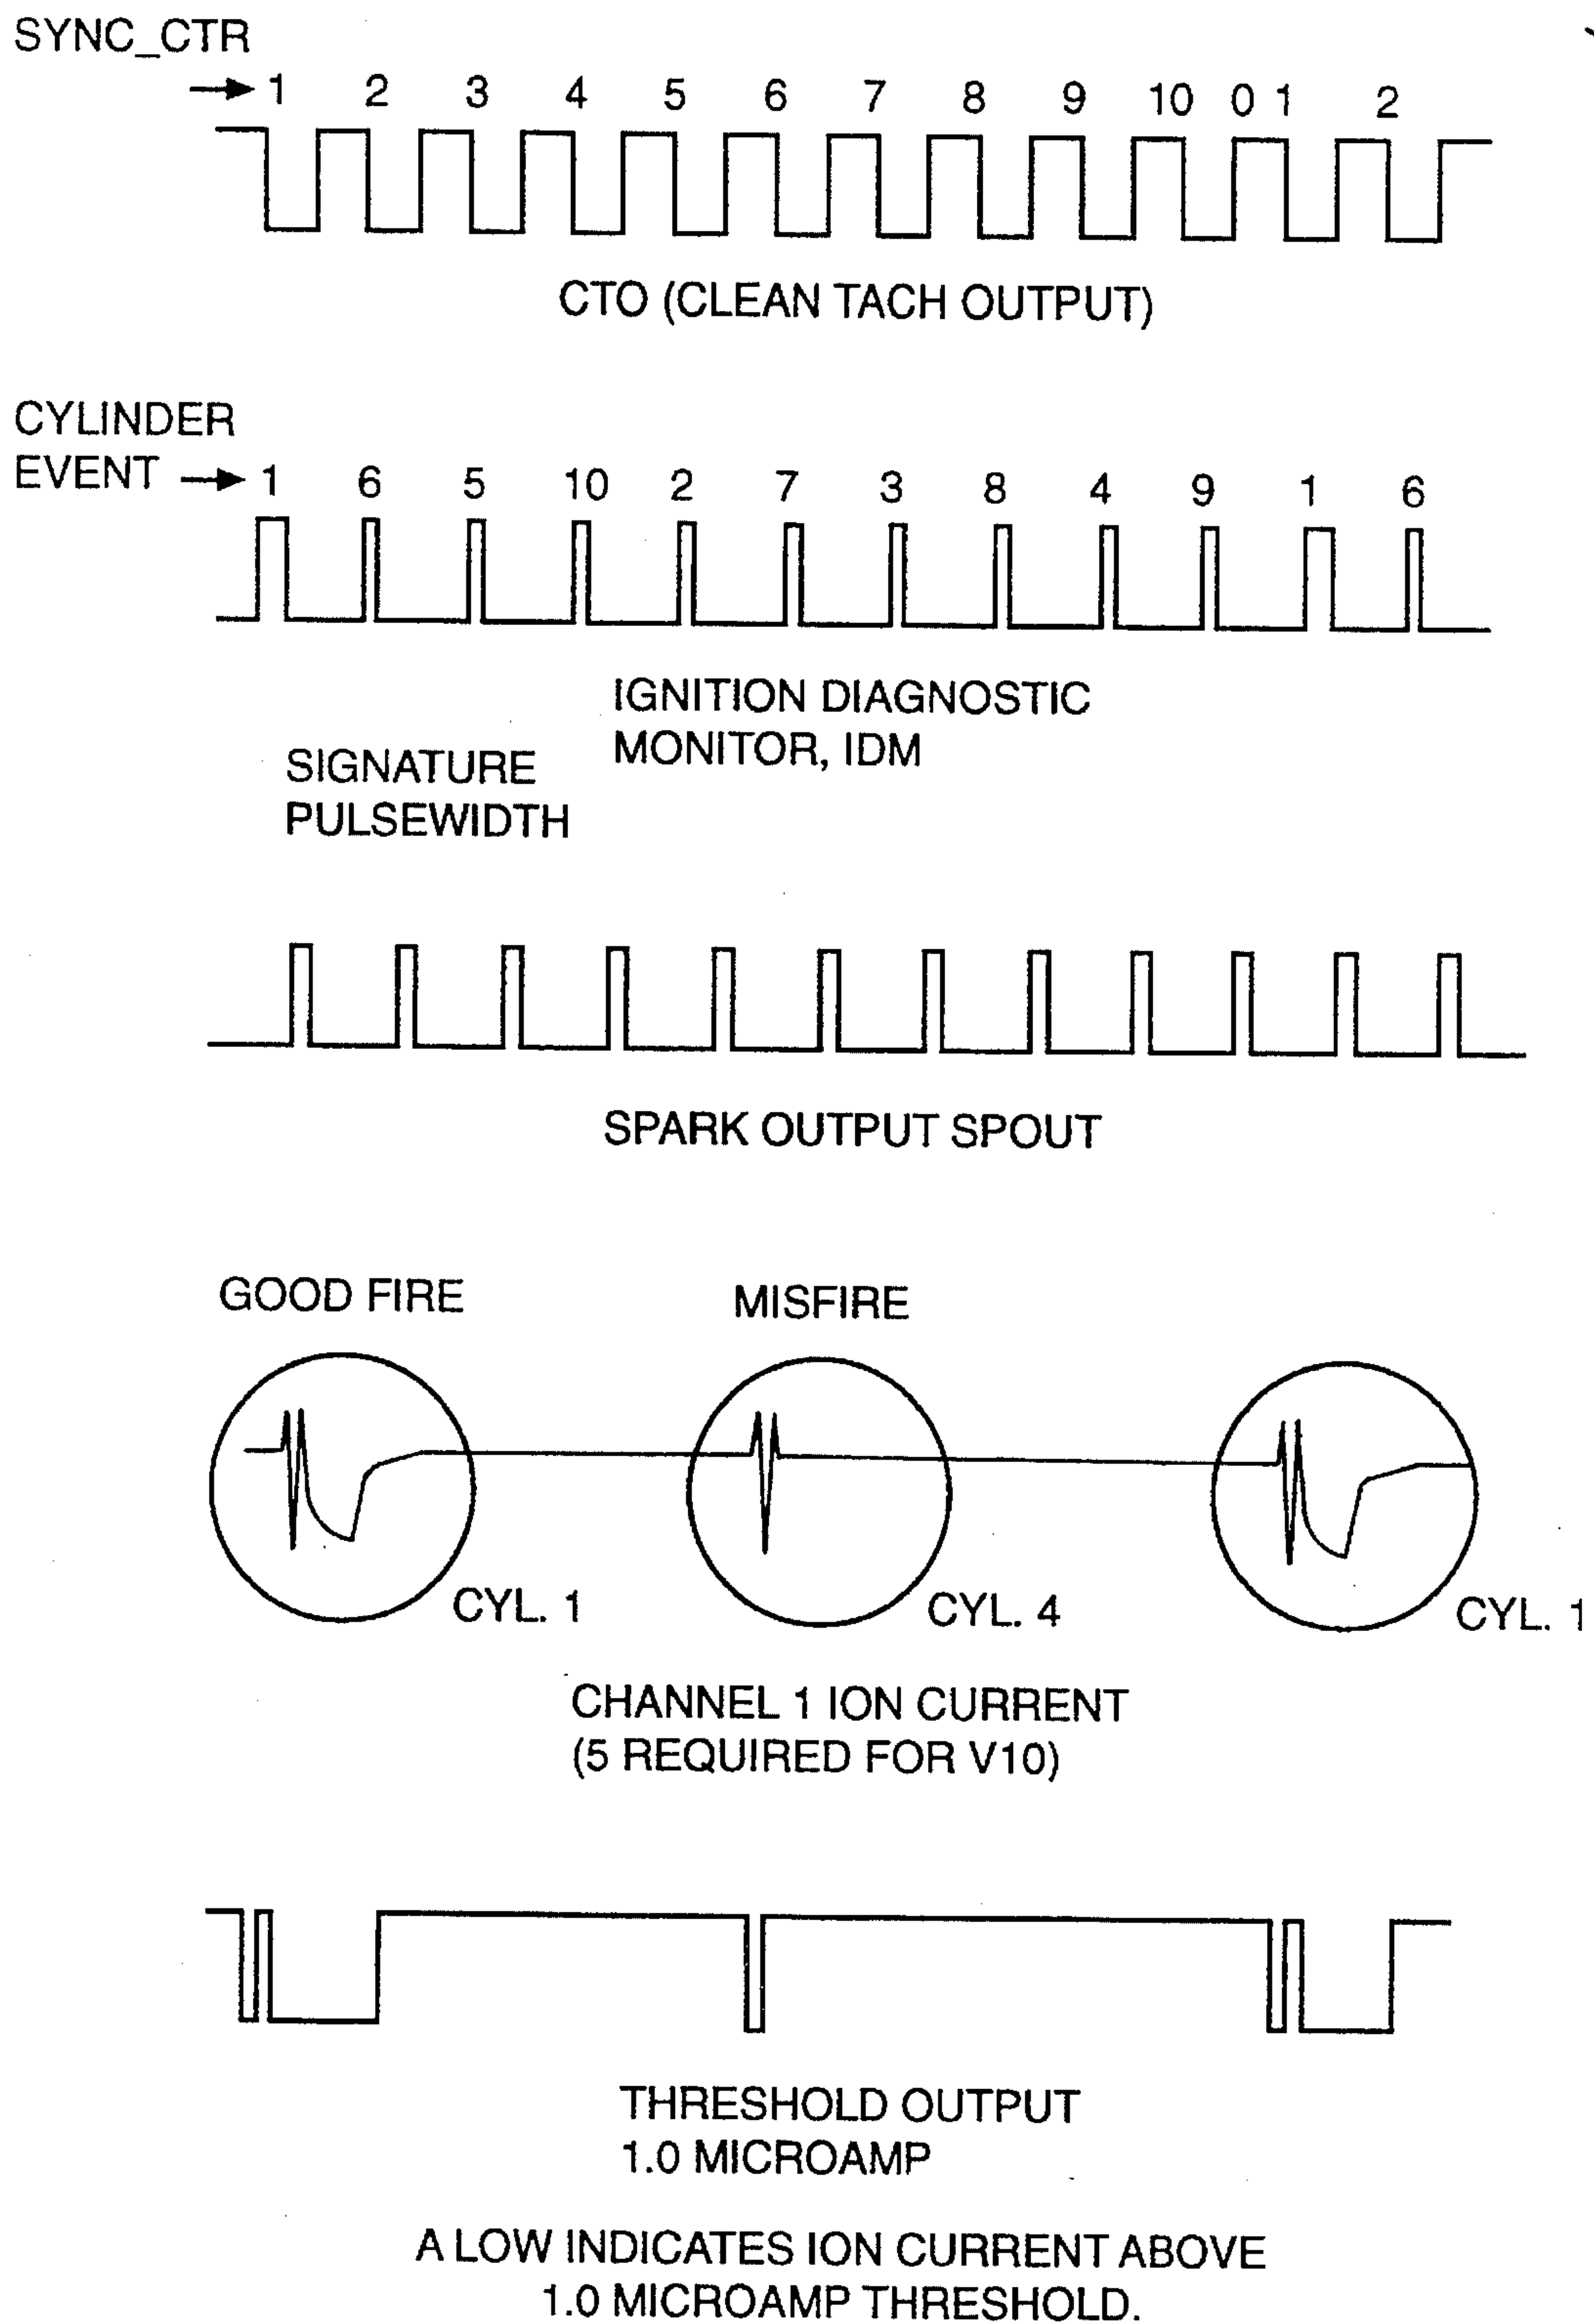 SYNC_CTR
1 2 3 4 5 6 7 8 9 10 0 1 2
CTO (CLEAN TACH OUTPUT)
CYLINDER
EVENT 1 6 5 10 2 7 3 8 4 9 1 6
IGNITION DIAGNOSTIC
MONITOR, IDM
SIGNATURE
PULSEWIDTH
SPARK OUTPUT SPOUT
GOOD FIRE MISFIRE
CYL. 1 CYL. 4 CYL. 1
CHANNEL 1 ION CURRENT
(5 REQUIRED FOR V10)
THRESHOLD OUTPUT
1.0 MICROAMP
A LOW INDICATES ION CURRENT ABOVE
1.0 MICROAMP THRESHOLD.